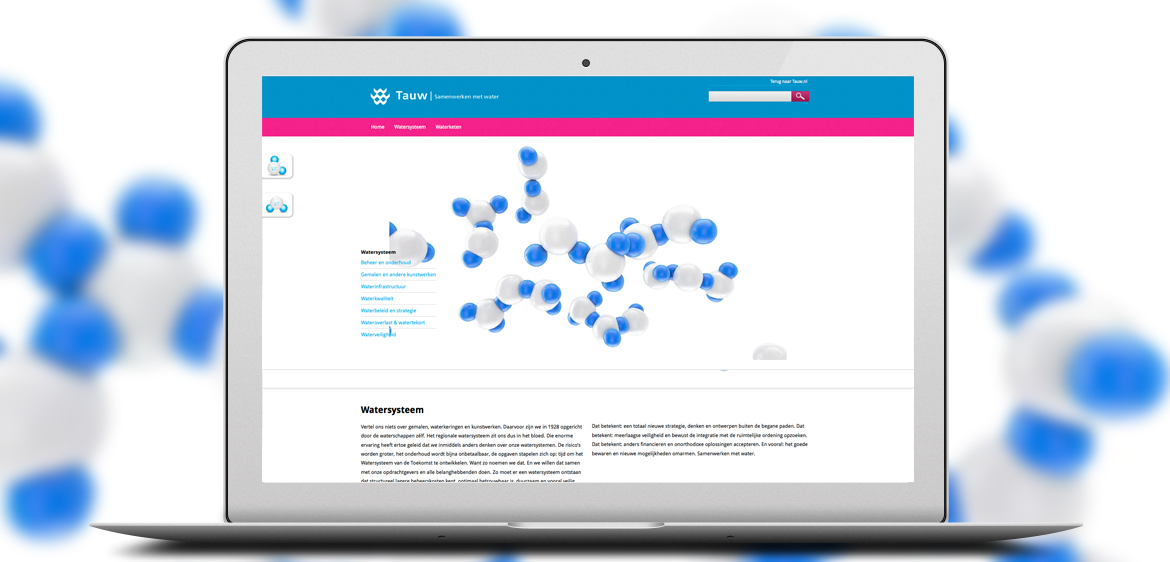 Terug naar Tauw.nl
Tauw | Samenwerken met water
Home Watersysteem Waterketen
Watersysteem
Beheer en onderhoud
Gemalen en andere kunstwerken
Waterinfrastructuur
Waterkwaliteit
Waterbeleid en strategie
Wateroverlast & watertekort
Waterveiligheid
Watersysteem
Vertel ons niets over gemalen, waterkeringen en kunstwerken. Daarvoor zijn we in 1928 opgericht
door de waterschappen zélf. Het regionale watersysteem zit ons dus in het bloed. Die enorme
ervaring heeft ertoe geleid dat we inmiddels anders denken over onze watersystemen. De risico's
worden groter, het onderhoud wordt bijna onbetaalbaar, de opgaven stapelen zich op: tijd om het
Watersysteem van de Toekomst te ontwikkelen. Want zo noemen we dat. En we willen dat samen
met onze opdrachtgevers en alle belanghebbenden doen. Zo moet er een watersysteem ontstaan
dat structureel lagere beheerskosten kent, optimaal betrouwbaar is, duurzaam en vooral veilig.
Dat betekent: een totaal nieuwe strategie, denken en ontwerpen buiten de begane paden. Dat
betekent: meerlaagse veiligheid en bewust de integratie met de ruimtelijke ordening opzoeken.
Dat betekent: anders financieren en onorthodoxe oplossingen accepteren. En vooral: het goede
bewaren en nieuwe mogelijkheden omarmen. Samenwerken met water.